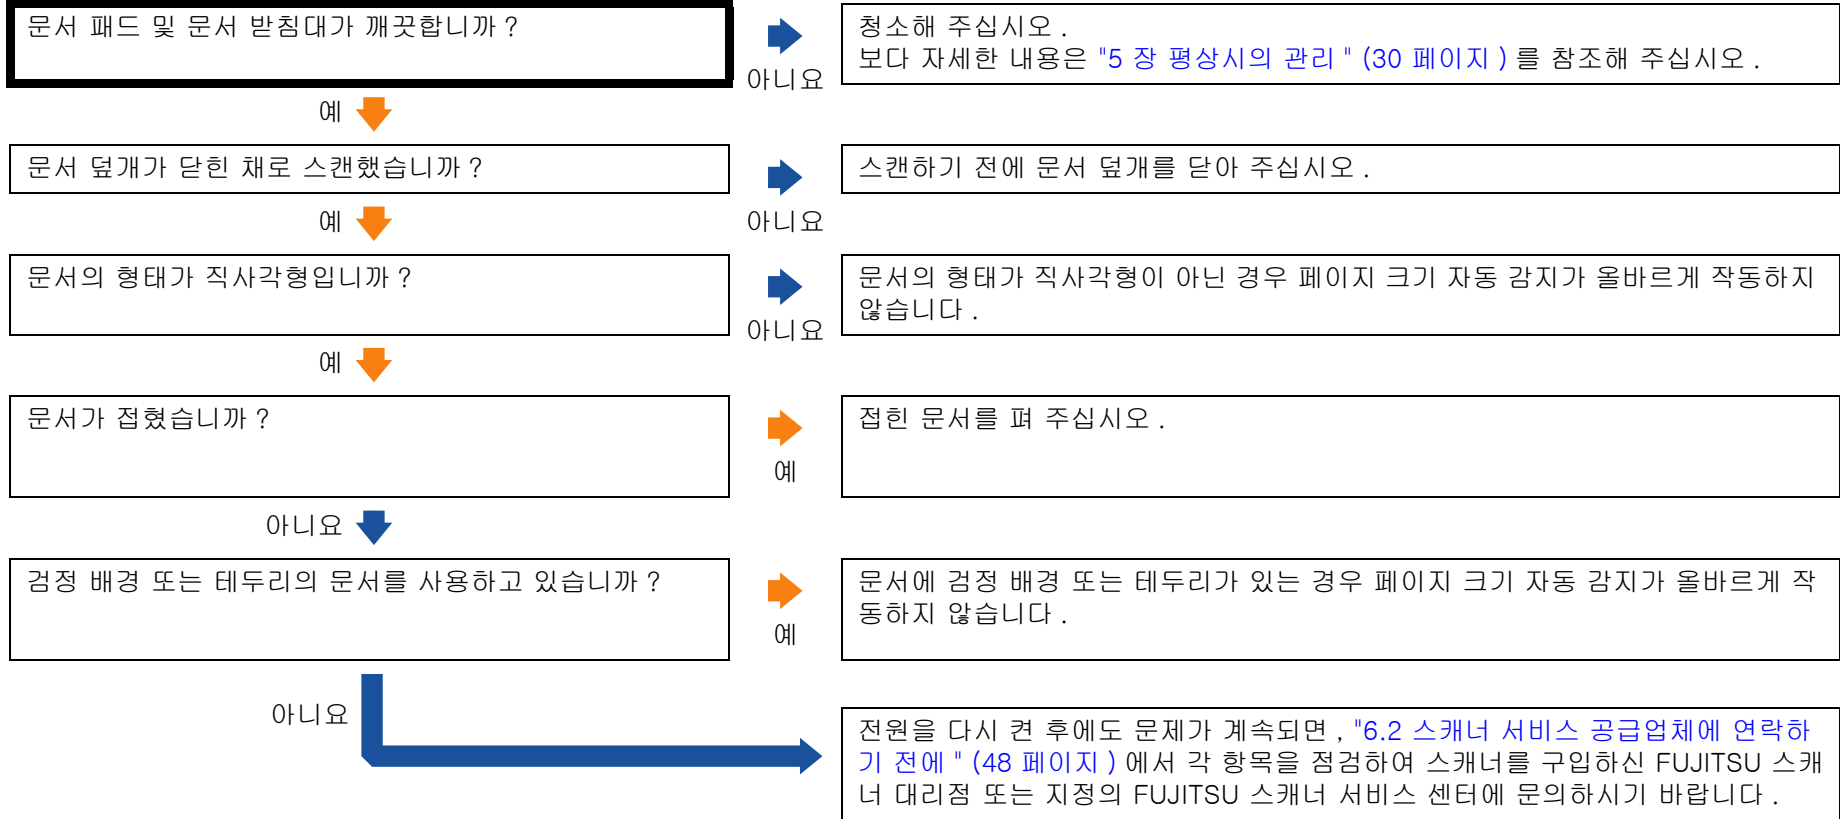 문서 패드 및 문서 받침대가 깨끗합니까 ?
아니요
청소해 주십시오 .
보다 자세한 내용은 "5 장 평상시의 관리 " (30 페이지 ) 를 참조해 주십시오 .
예
문서 덮개가 닫힌 채로 스캔했습니까 ?
아니요
스캔하기 전에 문서 덮개를 닫아 주십시오 .
예
문서의 형태가 직사각형입니까 ?
아니요
문서의 형태가 직사각형이 아닌 경우 페이지 크기 자동 감지가 올바르게 작동하지
않습니다 .
예
문서가 접혔습니까 ?
예
접힌 문서를 펴 주십시오 .
아니요
검정 배경 또는 테두리의 문서를 사용하고 있습니까 ?
예
문서에 검정 배경 또는 테두리가 있는 경우 페이지 크기 자동 감지가 올바르게 작
동하지 않습니다 .
아니요
전원을 다시 켠 후에도 문제가 계속되면 , "6.2 스캐너 서비스 공급업체에 연락하
기 전에 " (48 페이지 ) 에서 각 항목을 점검하여 스캐너를 구입하신 FUJITSU 스캐
너 대리점 또는 지정의 FUJITSU 스캐너 서비스 센터에 문의하시기 바랍니다 .